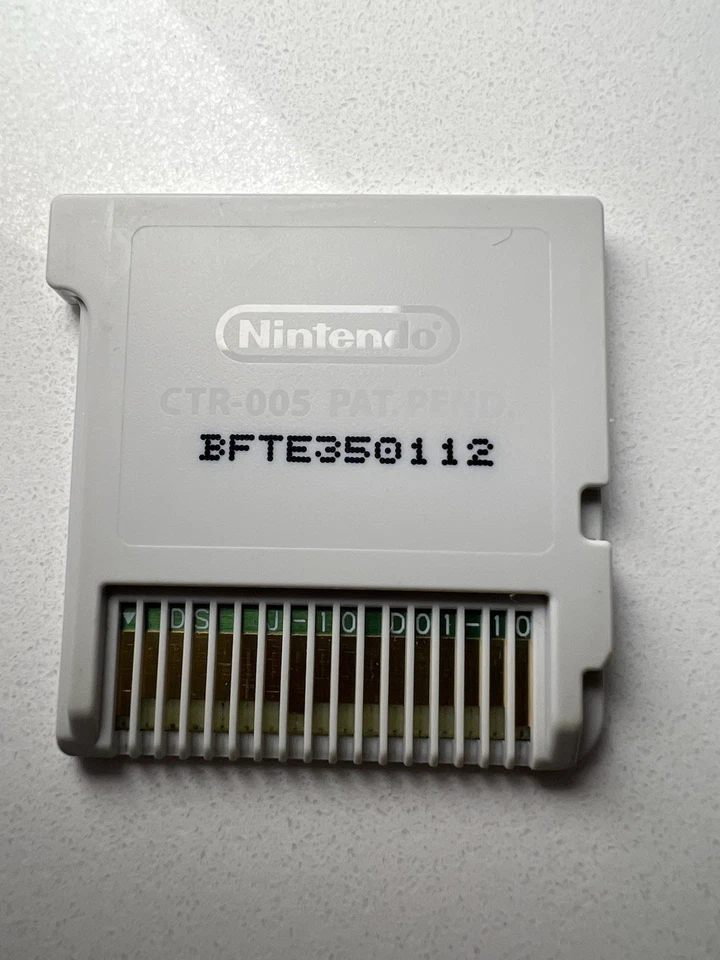 Nintendo®
CTR-005 PAT. PEND.
BFTE350112
▼ DS J-10 D01-10